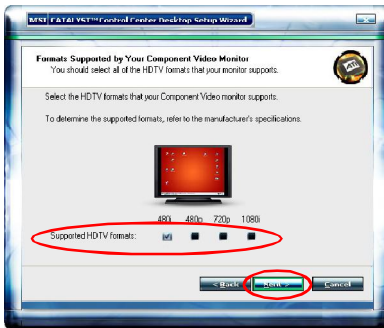 MSI CATALYST™ Control Center Desktop Setup Wizard
Formats Supported by Your Component Video Monitor
You should select all of the HDTV formats that your monitor supports.
ATI
Select the HDTV formats that your Component Video monitor supports.
To determine the supported formats, refer to the manufacturer's specifications.
480i 480p 720p 1080i
Supported HDTV formats:
< Back Next > Cancel